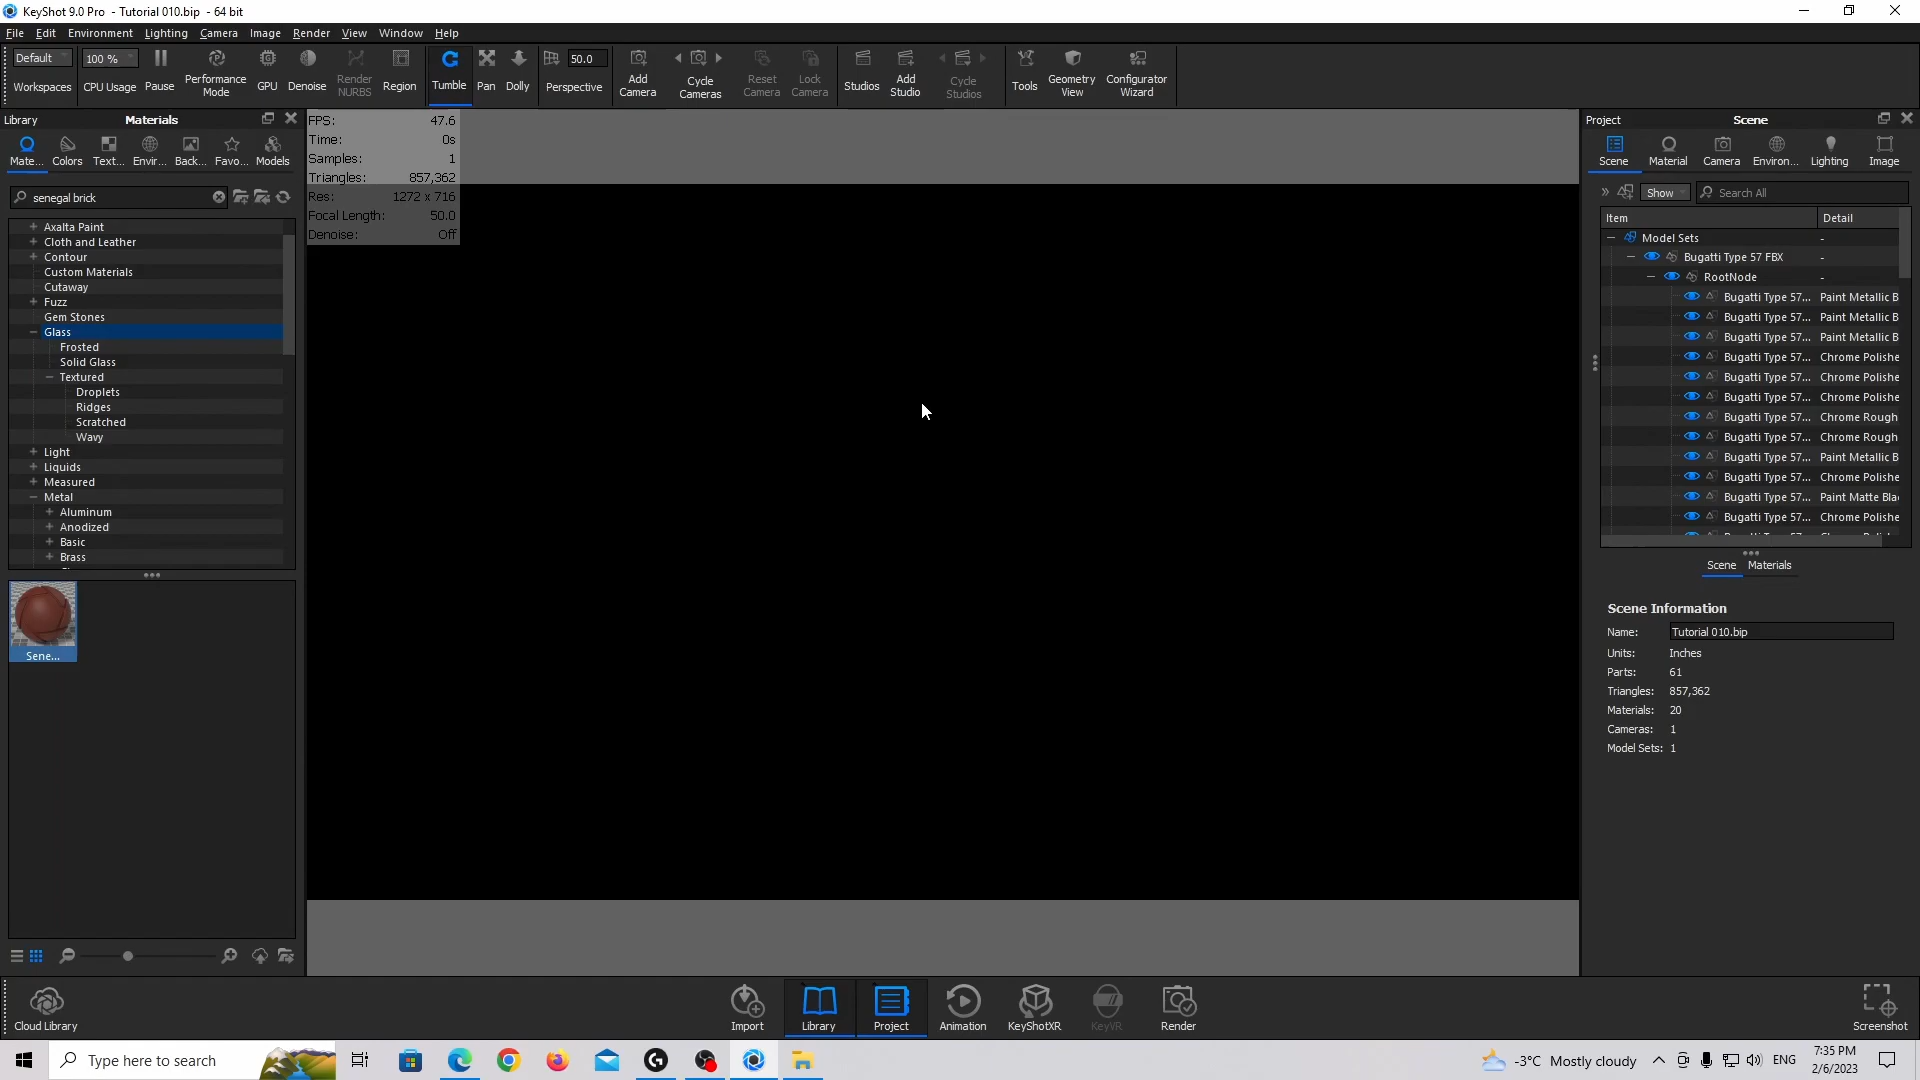 KeyShot 9.0 Pro - Tutorial 010.bip - 64 bit
File Edit Environment Lighting Camera Image Render View Window Help
Default 100 % 50.0
Workspaces CPU Usage Pause Performance Mode GPU Denoise Render NURBS Region Tumble Pan Dolly Perspective Add Camera Cycle Cameras Reset Camera Lock Camera Studios Add Studio Cycle Studios Tools Geometry View Configurator Wizard
Library Materials
Mate... Colors Text... Envir... Back... Favo... Models
senegal brick
Axalta Paint
Cloth and Leather
Contour
Custom Materials
Cutaway
Fuzz
Gem Stones
Glass
Frosted
Solid Glass
Textured
Droplets
Ridges
Scratched
Wavy
Light
Liquids
Measured
Metal
Aluminum
Anodized
Basic
Brass
Sene...
FPS: 47.6
Time: 0s
Samples: 1
Triangles: 857,362
Res: 1272 x 716
Focal Length: 50.0
Denoise: Off
Project Scene
Scene Material Camera Environ... Lighting Image
Show Search All
Item Detail
Model Sets -
Bugatti Type 57 FBX -
RootNode -
Bugatti Type 57... Paint Metallic B
Bugatti Type 57... Paint Metallic B
Bugatti Type 57... Paint Metallic B
Bugatti Type 57... Chrome Polishe
Bugatti Type 57... Chrome Polishe
Bugatti Type 57... Chrome Polishe
Bugatti Type 57... Chrome Rough
Bugatti Type 57... Chrome Rough
Bugatti Type 57... Paint Metallic B
Bugatti Type 57... Chrome Polishe
Bugatti Type 57... Paint Matte Bla
Bugatti Type 57... Chrome Polishe
Scene Materials
Scene Information
Name: Tutorial 010.bip
Units: Inches
Parts: 61
Triangles: 857,362
Materials: 20
Cameras: 1
Model Sets: 1
Cloud Library Import Library Project Animation KeyShotXR KeyVR Render Screenshot
Type here to search
-3°C Mostly cloudy ENG
7:35 PM
2/6/2023